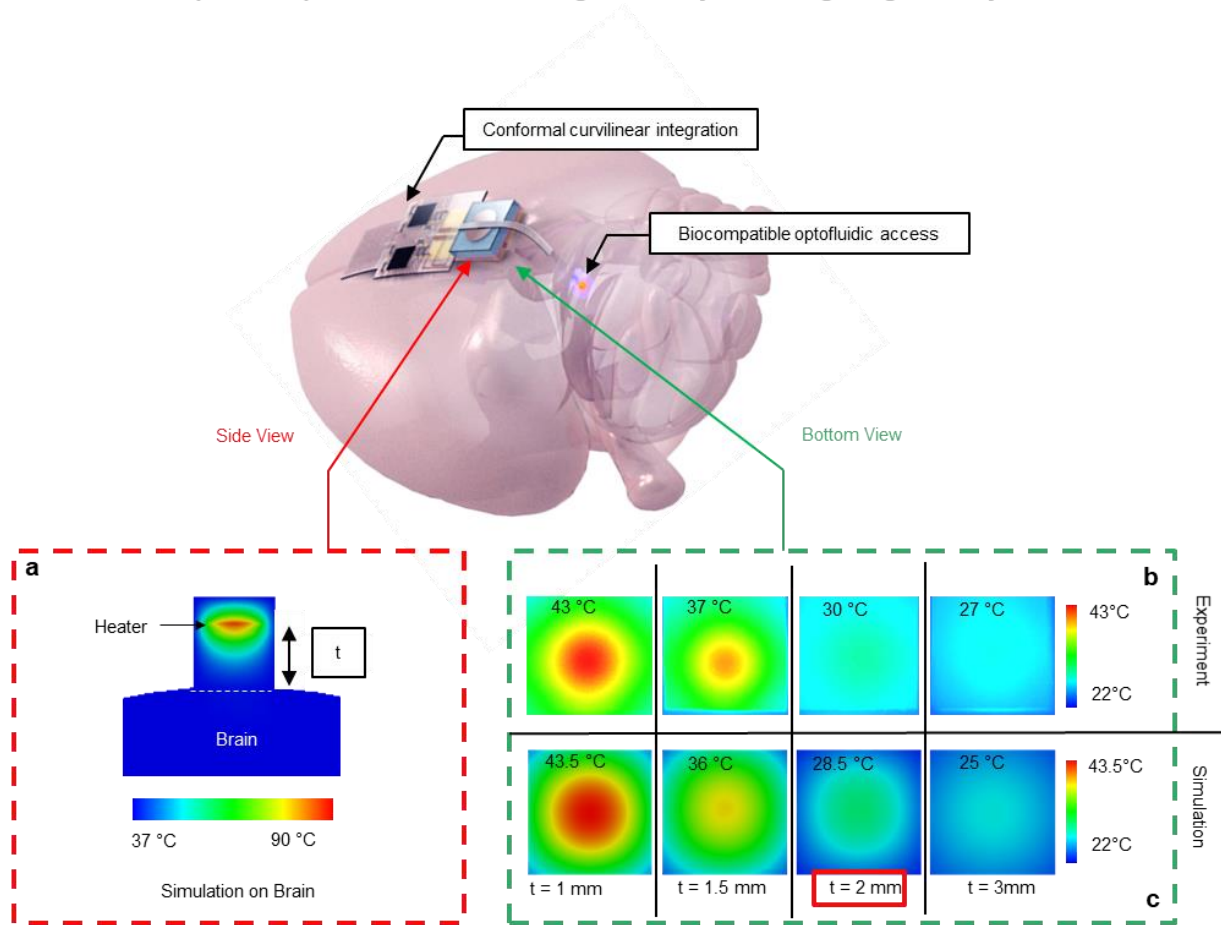 Conformal curvilinear integration
Biocompatible optofluidic access
Side View
Bottom View
a
Heater
t
Brain
37 °C
90 °C
Simulation on Brain
b
43 °C
37 °C
30 °C
27 °C
43°C
22°C
Experiment
43.5 °C
36 °C
28.5 °C
25 °C
43.5°C
22°C
Simulation
t = 1 mm
t = 1.5 mm
t = 2 mm
t = 3mm
c